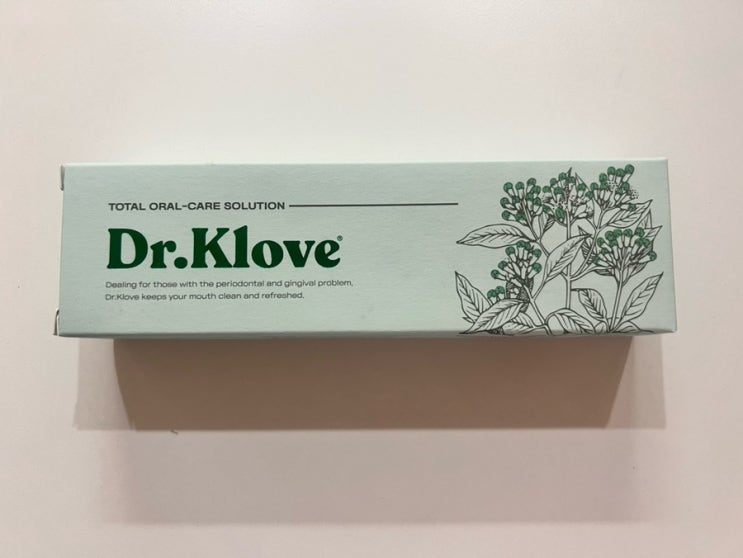 TOTAL ORAL-CARE SOLUTION
Dr.Klove®
Dealing for those with the periodontal and gingival problem,
Dr.Klove keeps your mouth clean and refreshed.